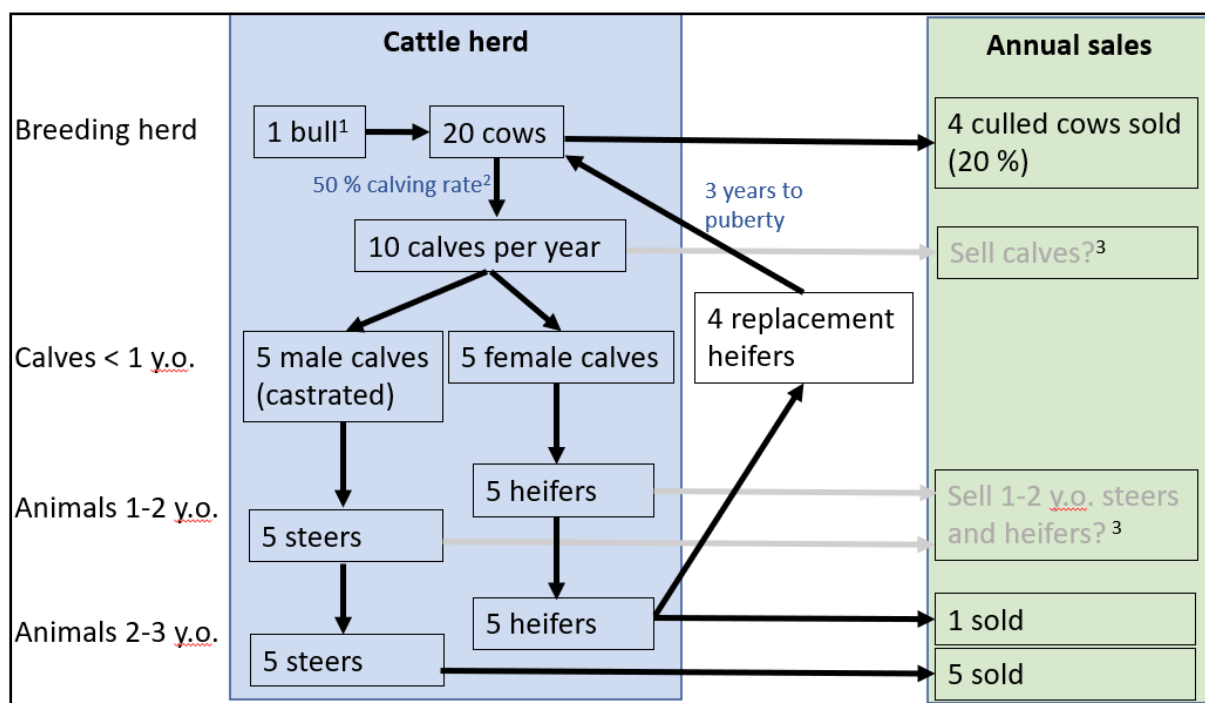 Cattle herd
Annual sales
Breeding herd
1 bull¹
20 cows
4 culled cows sold
(20 %)
50 % calving rate²
3 years to
puberty
10 calves per year
Sell calves?³
4 replacement
heifers
Calves < 1 y.o.
5 male calves
(castrated)
5 female calves
Animals 1-2 y.o.
5 heifers
Sell 1-2 y.o. steers
and heifers? ³
5 steers
Animals 2-3 y.o.
5 heifers
1 sold
5 steers
5 sold